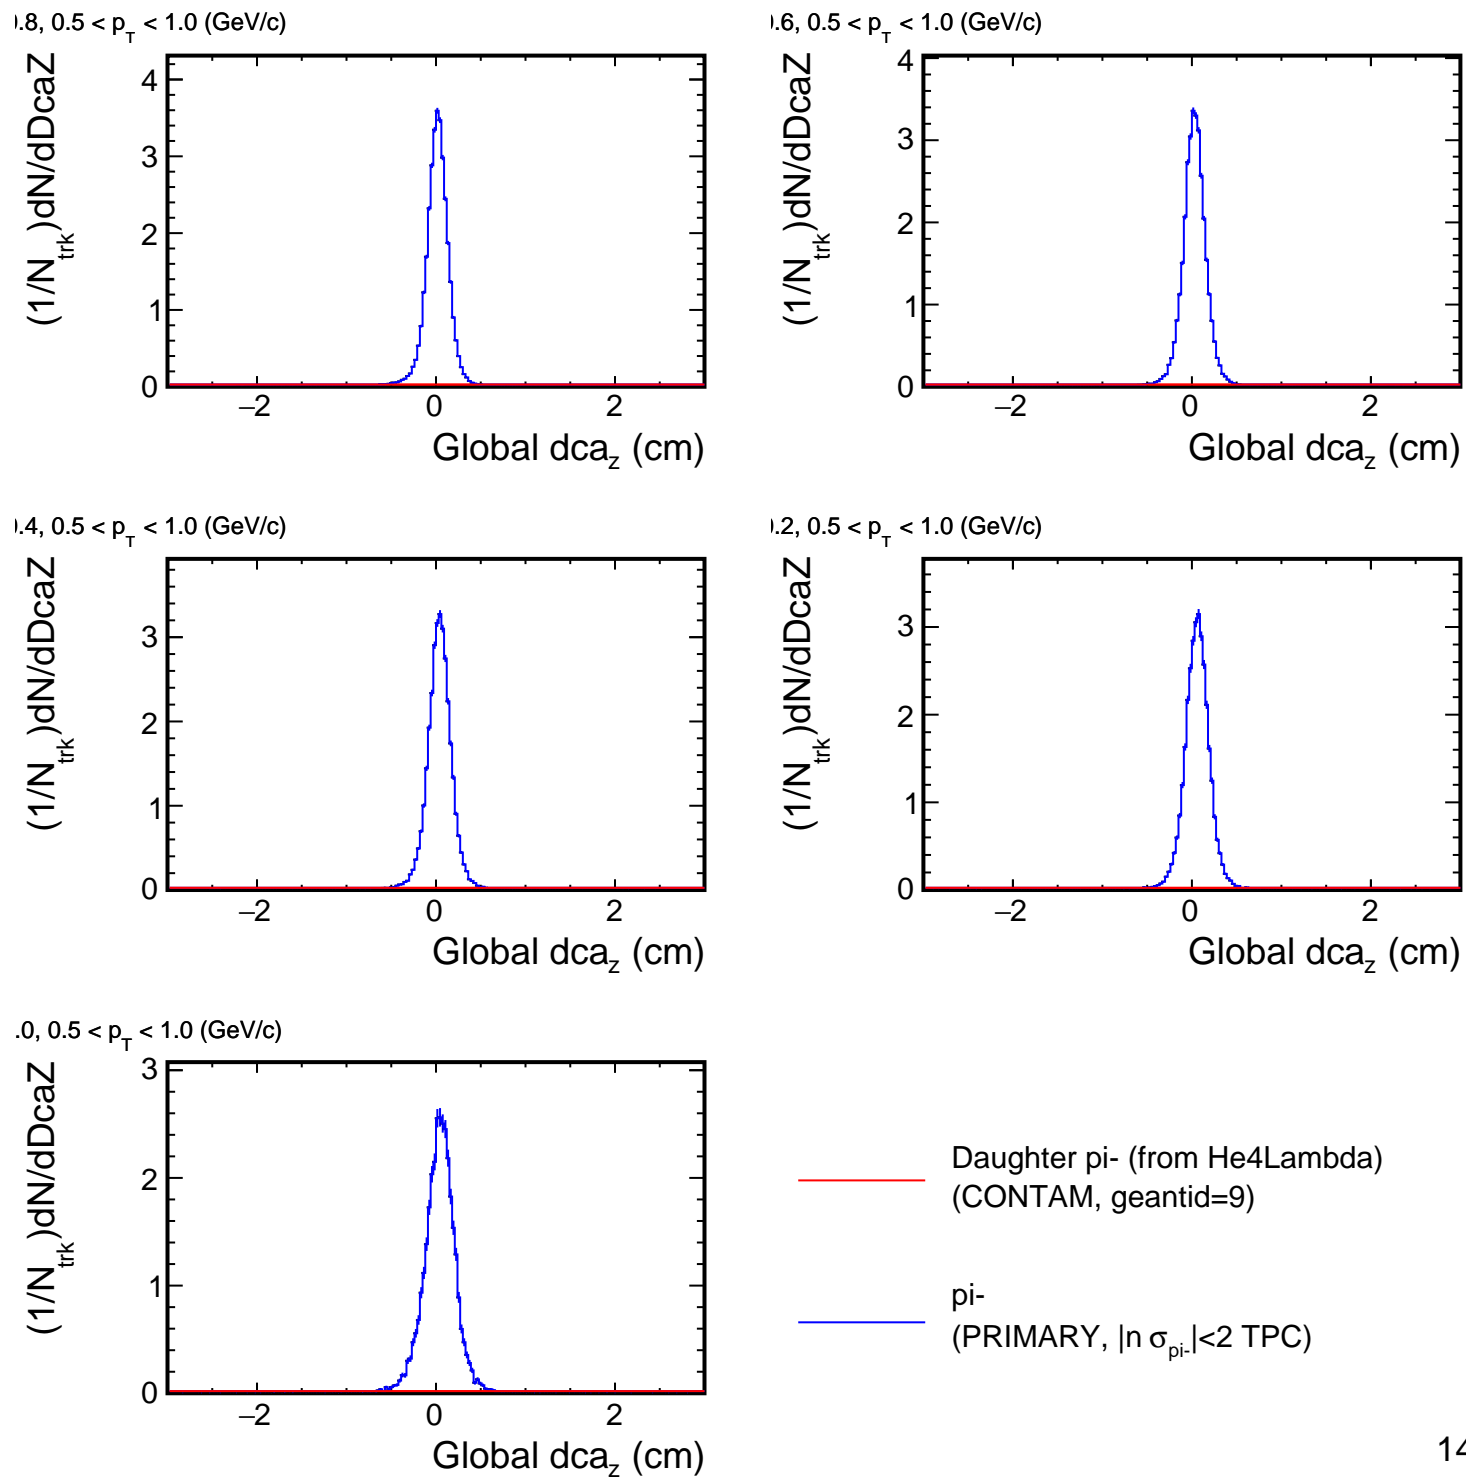 .8, 0.5 < p_T < 1.0 (GeV/c)
(1/N_trk)dN/dDcaZ
4
3
2
1
0
−2 0 2
Global dca_z (cm)
.6, 0.5 < p_T < 1.0 (GeV/c)
(1/N_trk)dN/dDcaZ
4
3
2
1
0
−2 0 2
Global dca_z (cm)
.4, 0.5 < p_T < 1.0 (GeV/c)
(1/N_trk)dN/dDcaZ
3
2
1
0
−2 0 2
Global dca_z (cm)
.2, 0.5 < p_T < 1.0 (GeV/c)
(1/N_trk)dN/dDcaZ
3
2
1
0
−2 0 2
Global dca_z (cm)
.0, 0.5 < p_T < 1.0 (GeV/c)
(1/N_trk)dN/dDcaZ
3
2
1
0
−2 0 2
Global dca_z (cm)
Daughter pi- (from He4Lambda)
(CONTAM, geantid=9)
pi-
(PRIMARY, |n σ_pi-|<2 TPC)
14